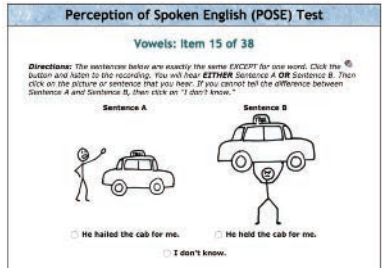 Perception of Spoken English (POSE) Test
Vowels: Item 15 of 38
Directions: The sentences below are exactly the same EXCEPT for one word. Click the
button and listen to the recording. You will hear EITHER Sentence A OR Sentence B. Then
click on the picture or sentence that you hear. If you cannot tell the difference between
Sentence A and Sentence B, then click on "I don't know."
Sentence A Sentence B
He hailed the cab for me. He held the cab for me.
I don't know.